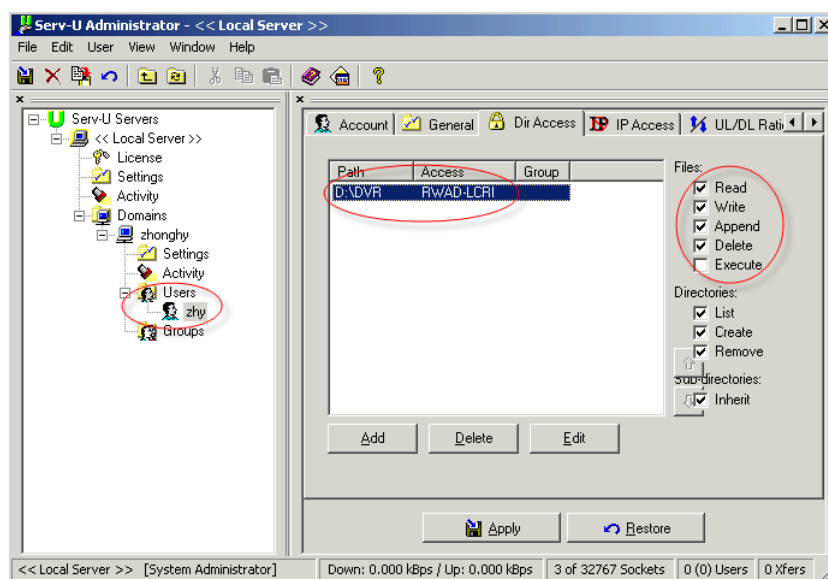 Serv-U Administrator - << Local Server >>
File Edit User View Window Help
Serv-U Servers
<< Local Server >>
License
Settings
Activity
Domains
zhonghy
Settings
Activity
Users
zhy
Groups
Account General Dir Access IP Access UL/DL Rati
Path Access Group
D:\DVR RWAD-LCRI
Files:
Read
Write
Append
Delete
Execute
Directories:
List
Create
Remove
Sub-directories:
Inherit
Add Delete Edit
Apply Restore
<< Local Server >> [System Administrator] Down: 0.000 kBps / Up: 0.000 kBps 3 of 32767 Sockets 0 (0) Users 0 Xfers